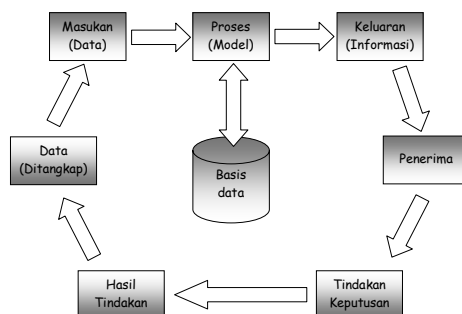 Masukan
(Data)
Proses
(Model)
Keluaran
(Informasi)
Data
(Ditangkap)
Basis
data
Penerima
Hasil
Tindakan
Tindakan
Keputusan